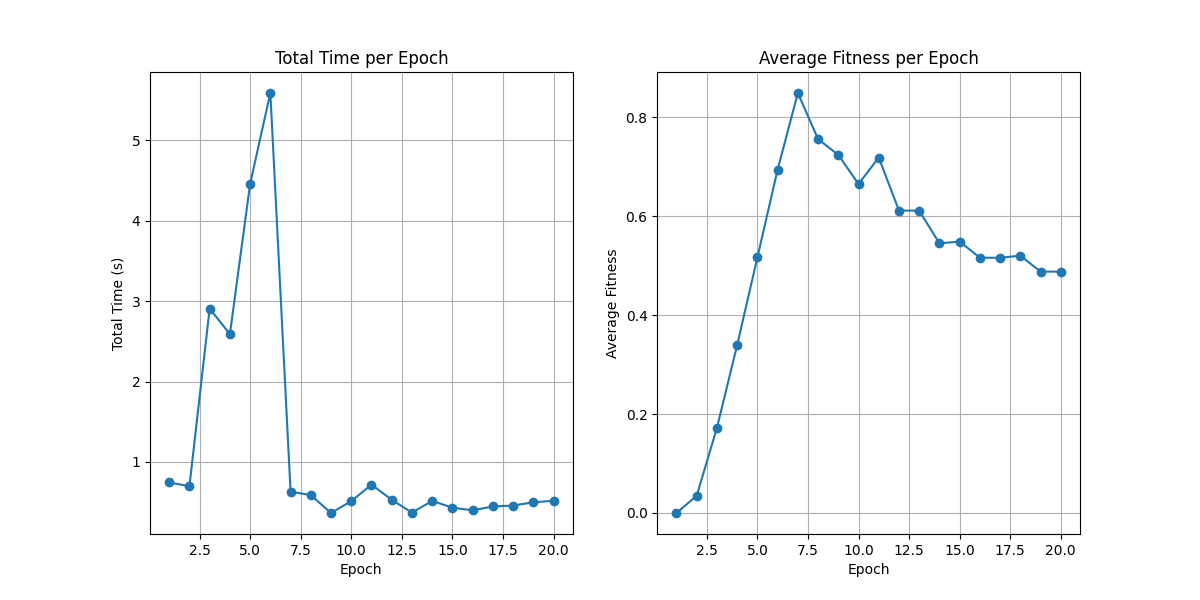 Total Time per Epoch
Total Time (s)
5
4
3
2
1
2.5 5.0 7.5 10.0 12.5 15.0 17.5 20.0
Epoch
Average Fitness per Epoch
Average Fitness
0.8
0.6
0.4
0.2
0.0
2.5 5.0 7.5 10.0 12.5 15.0 17.5 20.0
Epoch